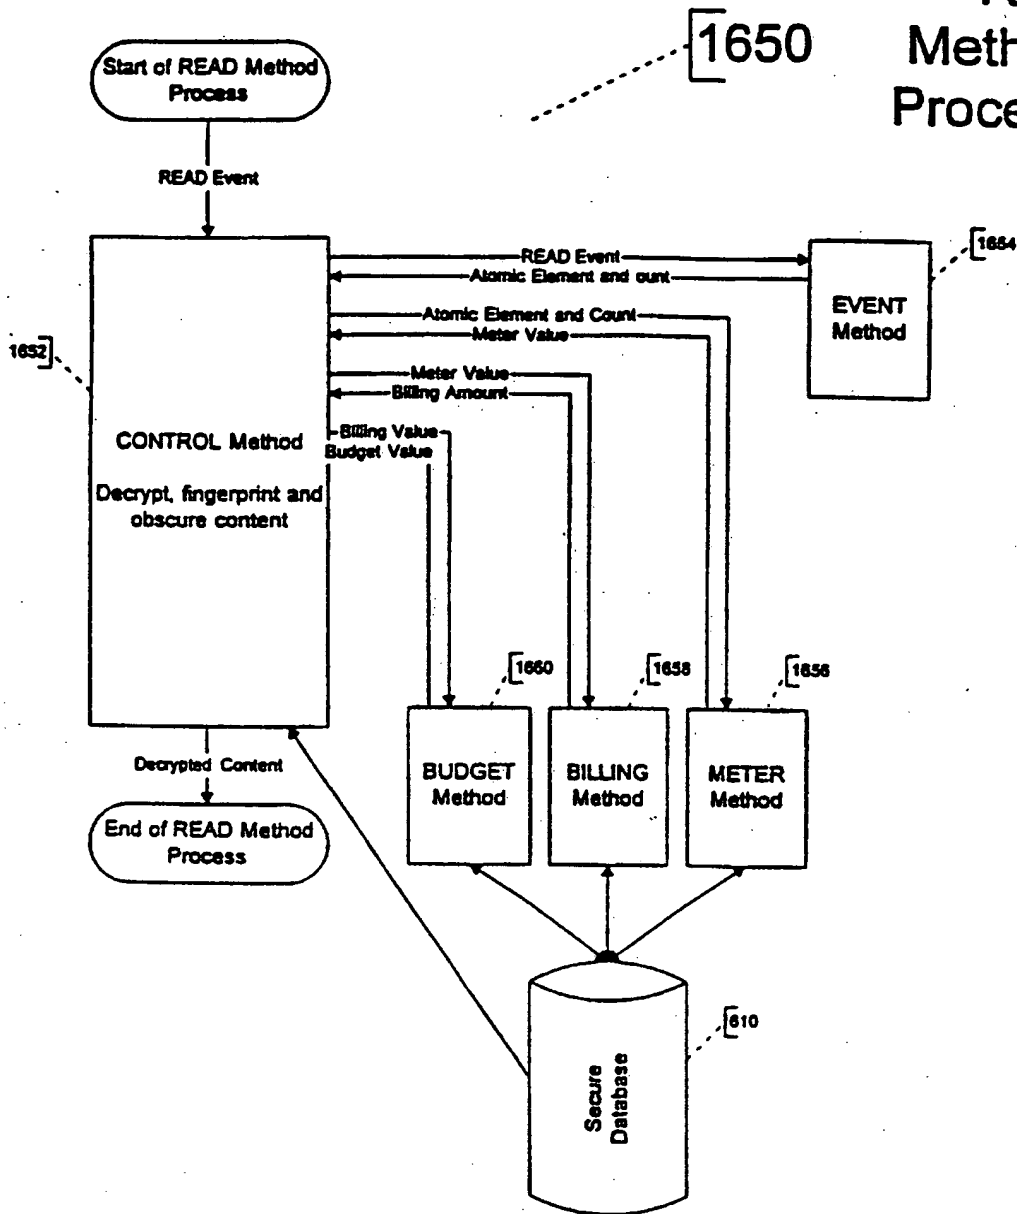 1650
Meth
Proce
Start of READ Method
Process
READ Event
READ Event
Atomic Element and ount
1654
EVENT
Method
Atomic Element and Count
Meter Value
1652
Meter Value
Billing Amount
Billing Value
Budget Value
CONTROL Method
Decrypt, fingerprint and
obscure content
1660
1658
1656
BUDGET
Method
BILLING
Method
METER
Method
Decrypted Content
End of READ Method
Process
610
Secure
Database